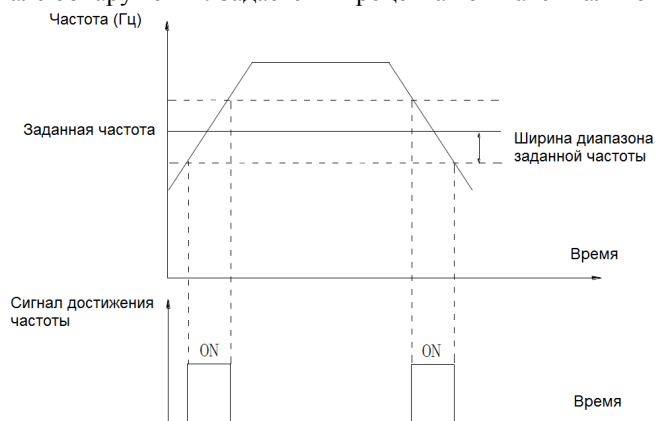 Частота (Гц)
Заданная частота
Ширина диапазона
заданной частоты
Время
Сигнал достижения
частоты
ON
ON
Время